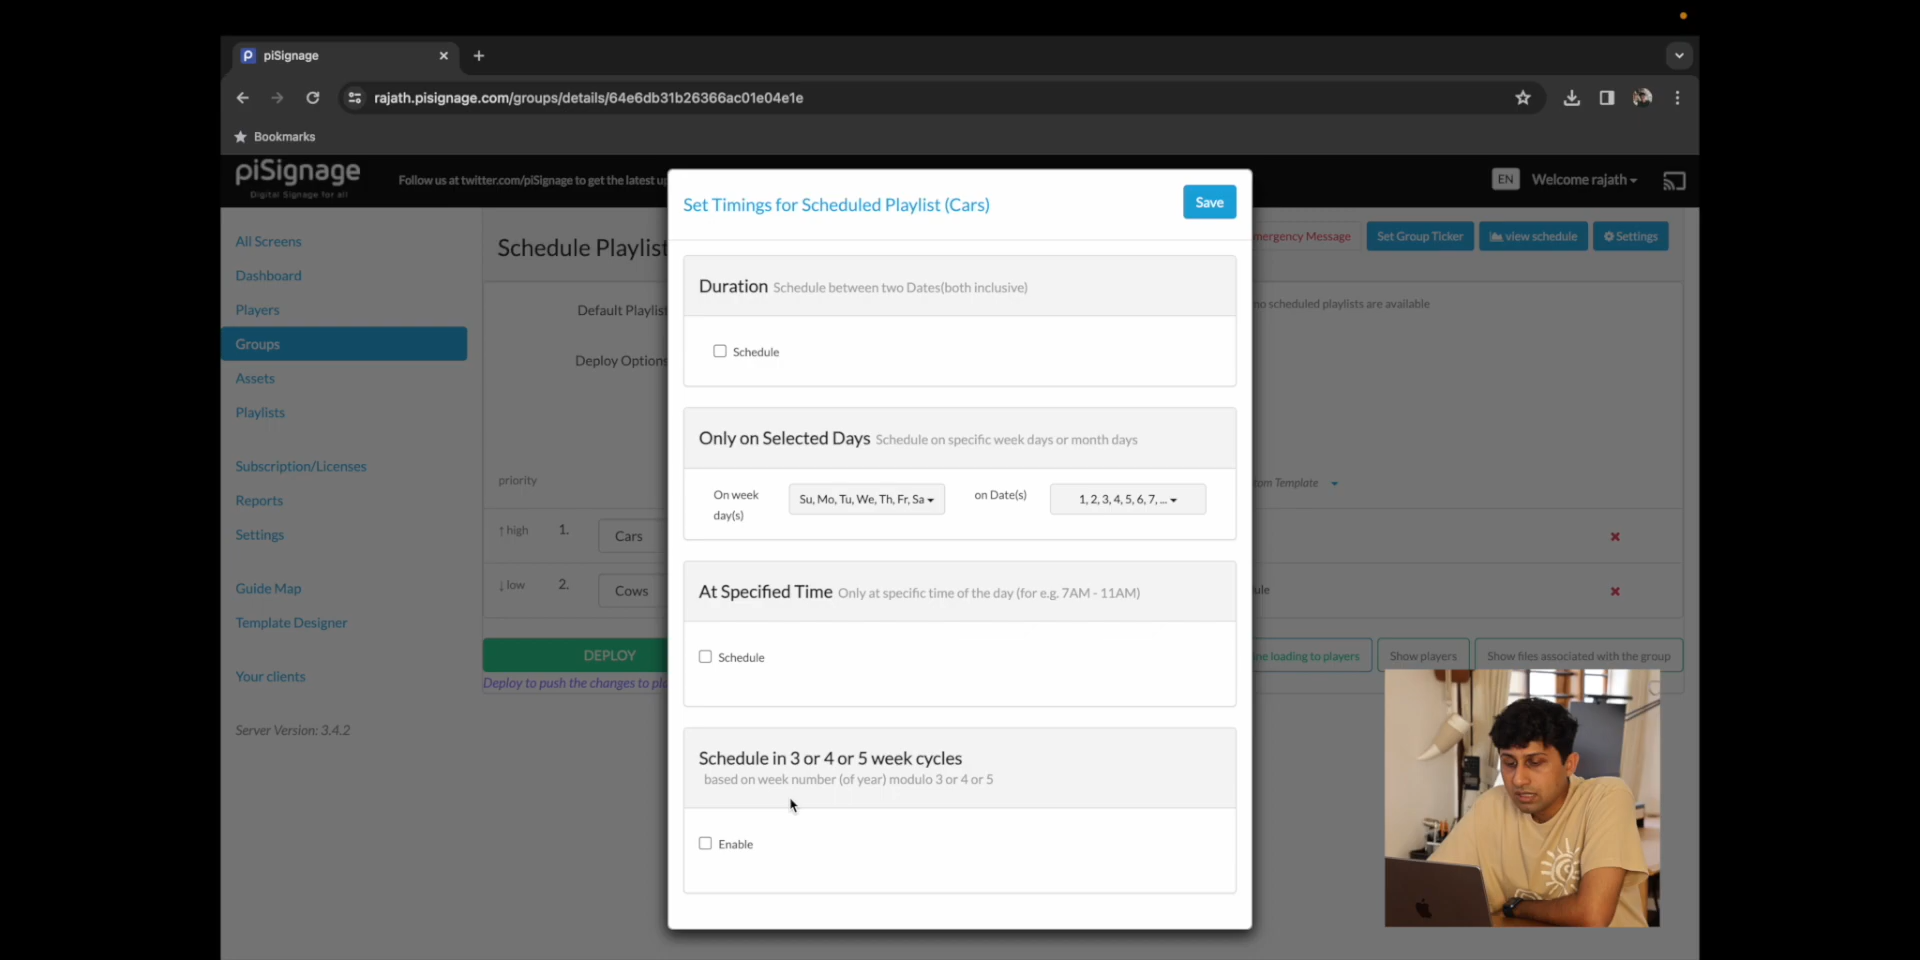 piSignage
rajath.pisignage.com/groups/details/64e6db31b26366ac01e04e1e
Bookmarks
piSignage
Digital Signage for all
Follow us at twitter.com/piSignage to get the latest up
EN
Welcome rajath
All Screens
Dashboard
Players
Groups
Assets
Playlists
Subscription/Licenses
Reports
Settings
Guide Map
Template Designer
Your clients
Server Version: 3.4.2
Schedule Playlist
mergency Message
Set Group Ticker
view schedule
Settings
Default Playlis
no scheduled playlists are available
Deploy Options
priority
om Template
↑ high
1.
Cars
↓ low
2.
Cows
ule
DEPLOY
ne loading to players
Show players
Show files associated with the group
Deploy to push the changes to pla
Set Timings for Scheduled Playlist (Cars)
Save
Duration Schedule between two Dates(both inclusive)
Schedule
Only on Selected Days Schedule on specific week days or month days
On week
day(s)
Su, Mo, Tu, We, Th, Fr, Sa
on Date(s)
1, 2, 3, 4, 5, 6, 7, ...
At Specified Time Only at specific time of the day (for e.g. 7AM - 11AM)
Schedule
Schedule in 3 or 4 or 5 week cycles
based on week number (of year) modulo 3 or 4 or 5
Enable